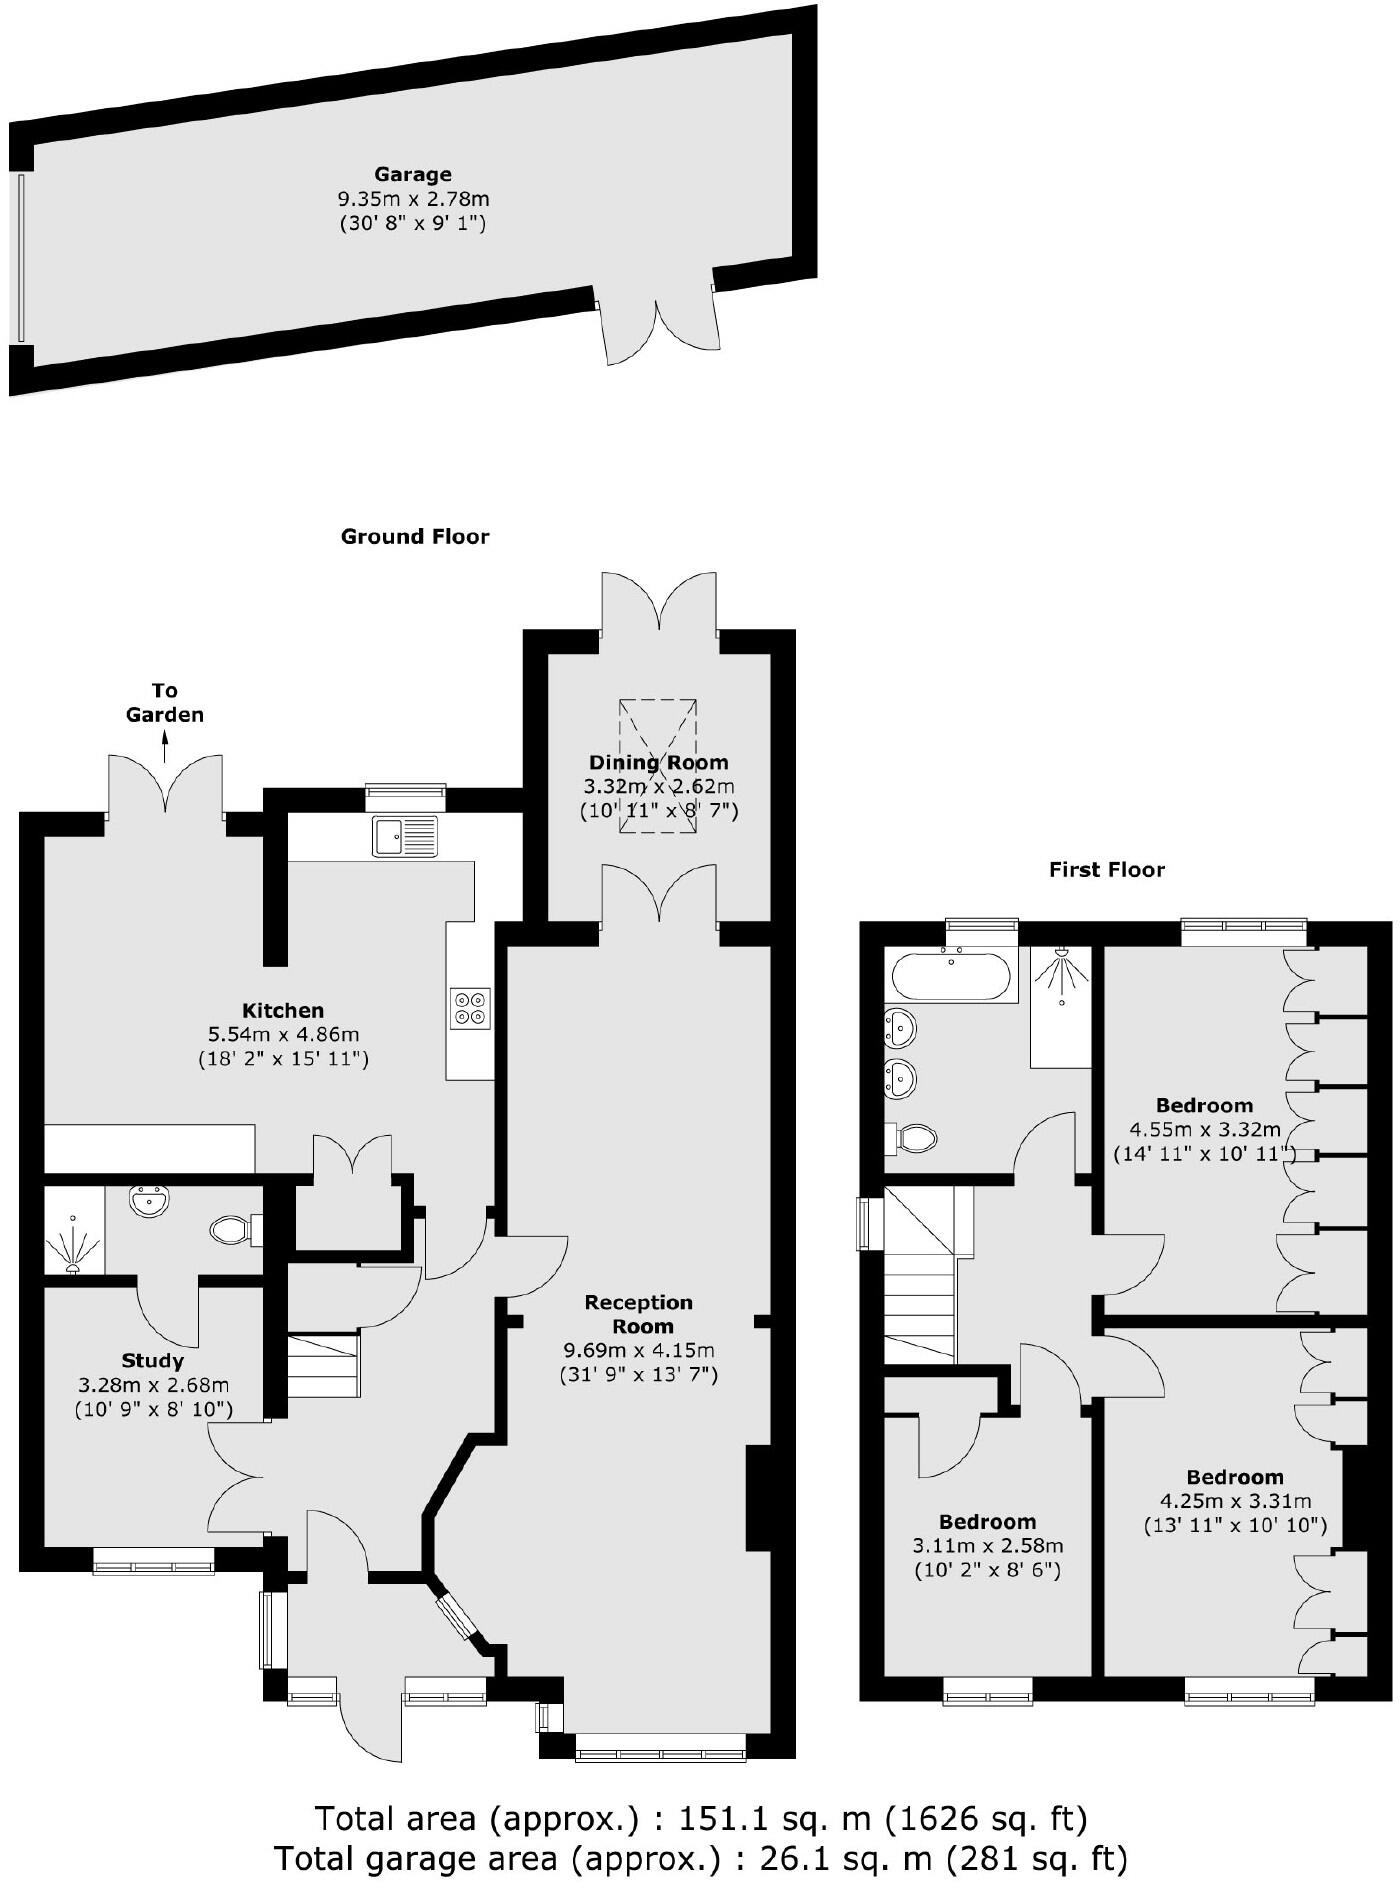 Garage
9.35m x 2.78m
(30' 8" x 9' 1")
Ground Floor
To
Garden
Dining Room
3.32m x 2.62m
(10' 11" x 8' 7")
Kitchen
5.54m x 4.86m
(18' 2" x 15' 11")
Reception
Room
9.69m x 4.15m
(31' 9" x 13' 7")
Study
3.28m x 2.68m
(10' 9" x 8' 10")
First Floor
Bedroom
4.55m x 3.32m
(14' 11" x 10' 11")
Bedroom
4.25m x 3.31m
(13' 11" x 10' 10")
Bedroom
3.11m x 2.58m
(10' 2" x 8' 6")
Total area (approx.) : 151.1 sq. m (1626 sq. ft)
Total garage area (approx.) : 26.1 sq. m (281 sq. ft)